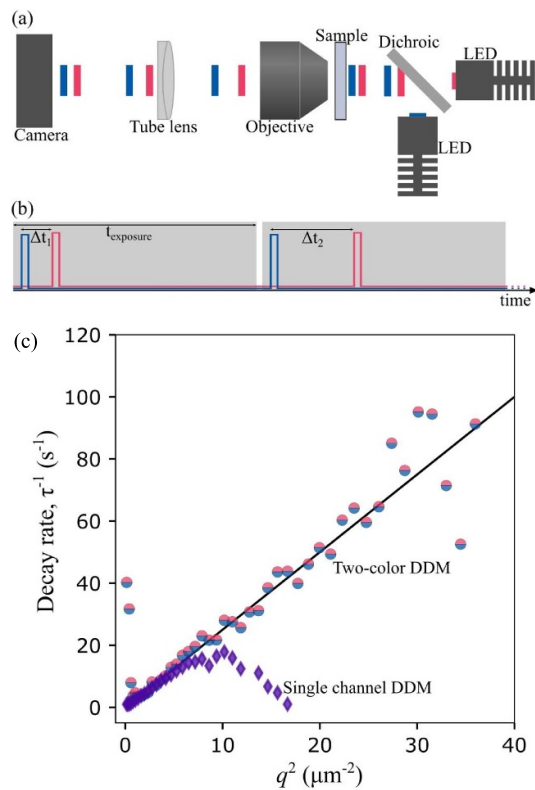 (a)
Sample
Dichroic
LED
Camera
Tube lens
Objective
LED
(b)
Δt₁
t_exposure
Δt₂
time
(c)
120
100
80
60
40
20
0
Decay rate, τ⁻¹ (s⁻¹)
Two-color DDM
Single channel DDM
0
10
20
30
40
q² (μm⁻²)